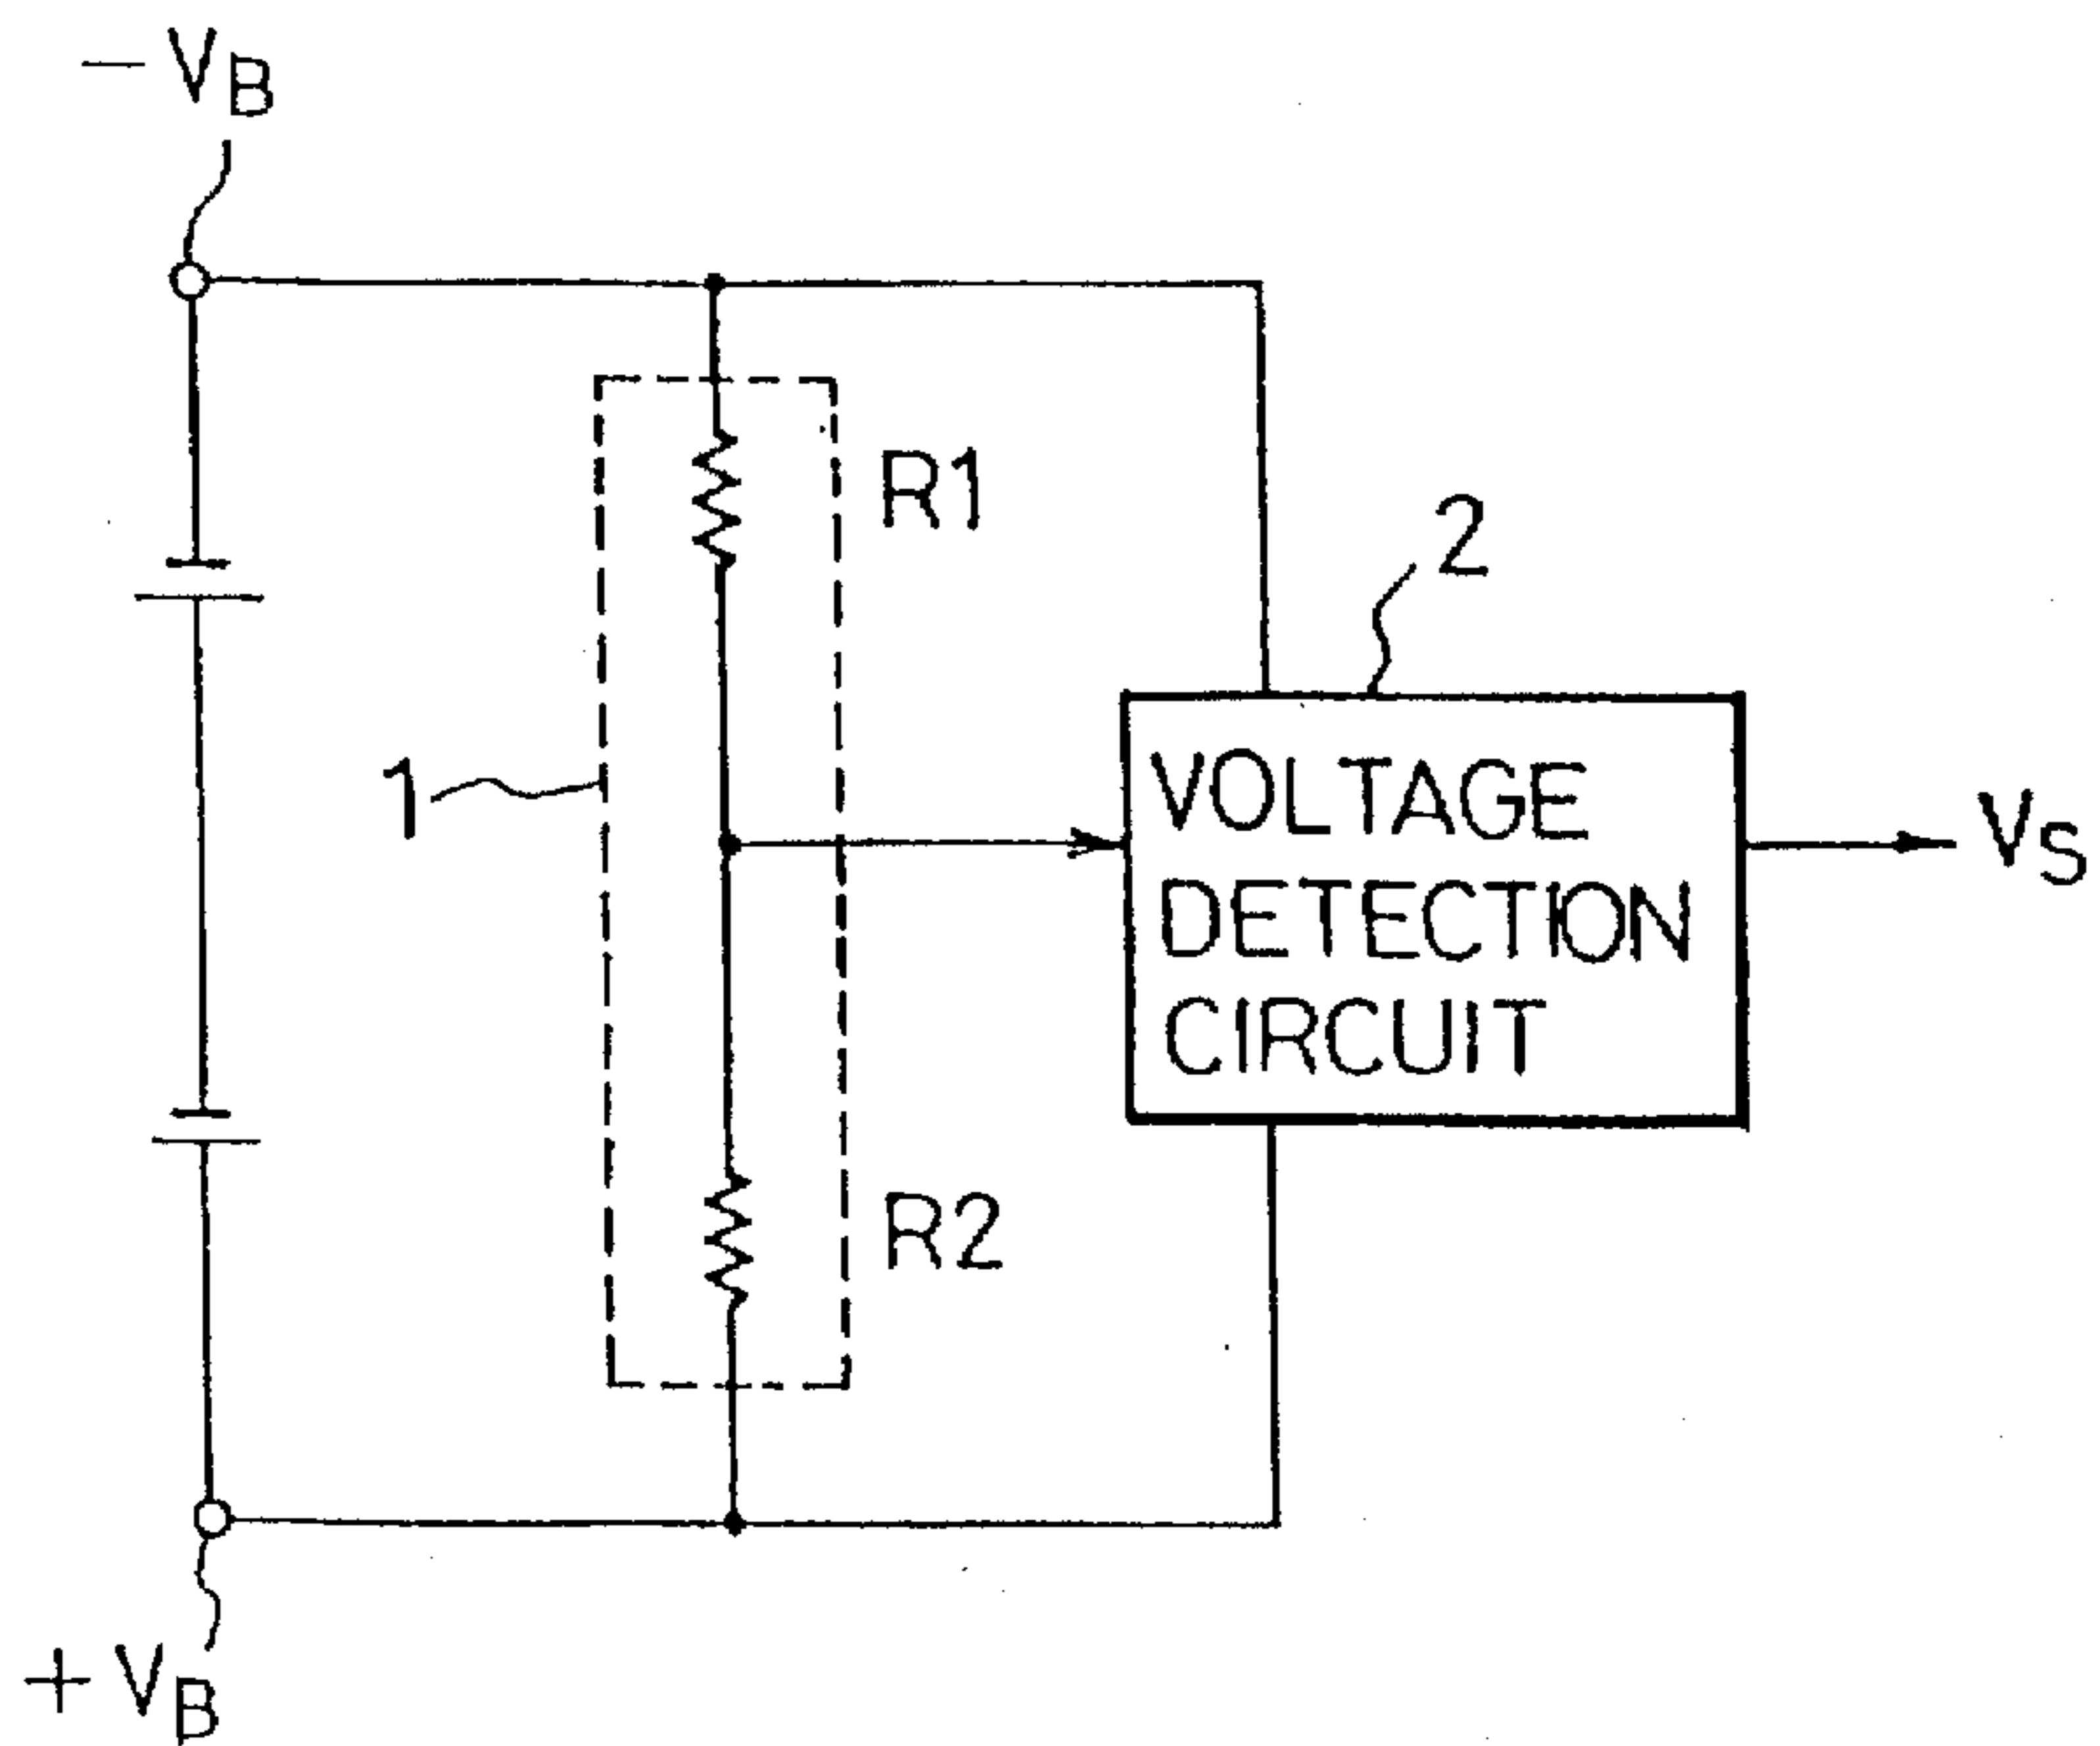 − VB
R1
2
1
VOLTAGE
DETECTION
CIRCUIT
VS
R2
+ VB